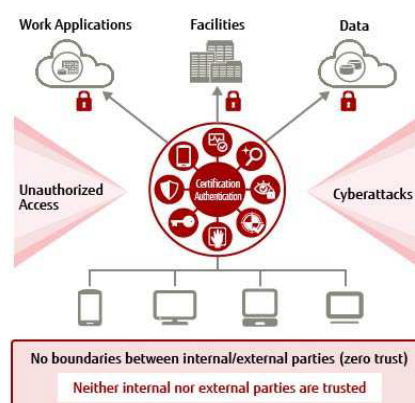 Work Applications
Facilities
Data
Unauthorized
Access
Certification
Authentication
Cyberattacks
No boundaries between internal/external parties (zero trust)
Neither internal nor external parties are trusted